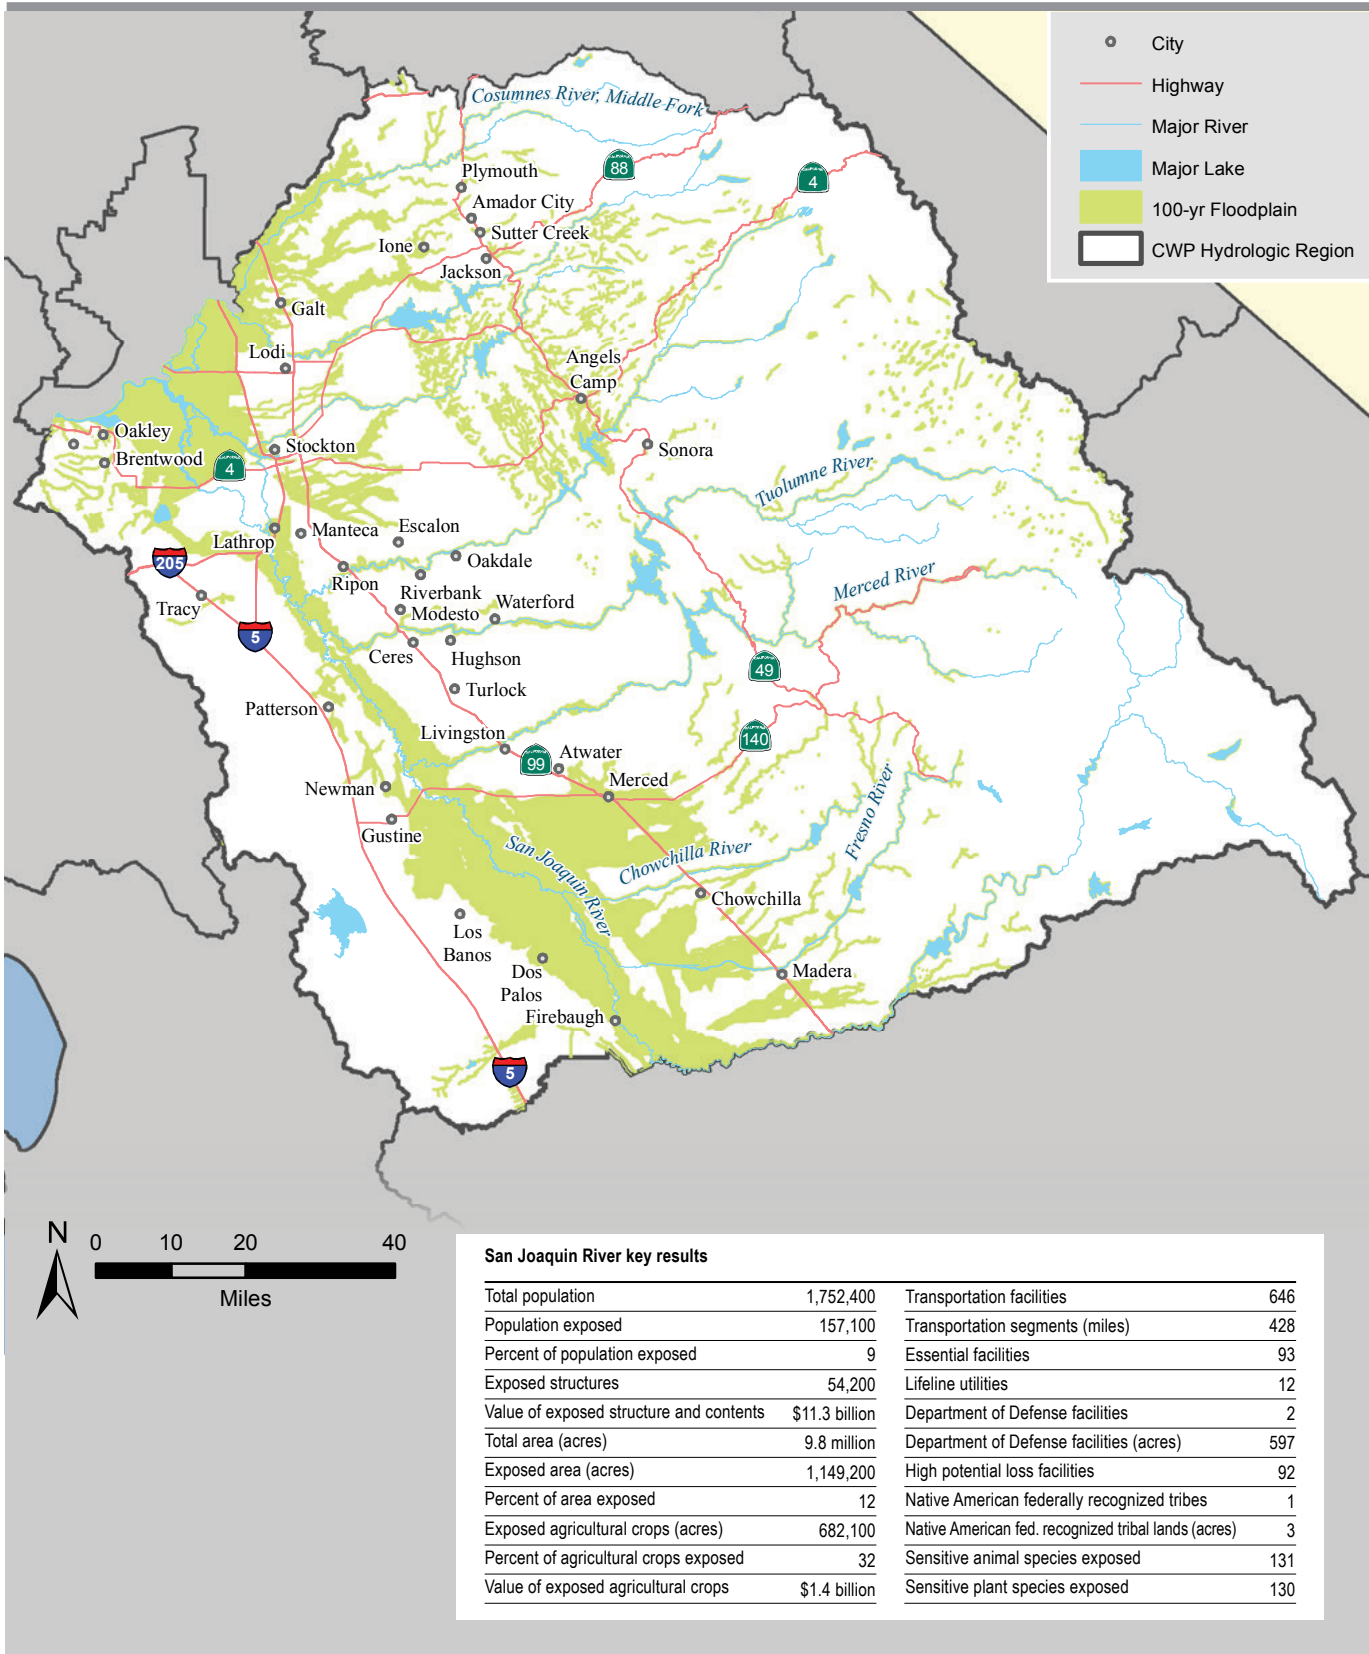 City
Highway
Major River
Major Lake
100-yr Floodplain
CWP Hydrologic Region
Cosumnes River, Middle Fork
88
4
Plymouth
Amador City
Sutter Creek
Ione
Jackson
Galt
Lodi
Angels
Camp
Oakley
Brentwood
4
Stockton
Sonora
Tuolumne River
Manteca
Escalon
Lathrop
Oakdale
205
Ripon
Riverbank
Merced River
Tracy
Modesto
Waterford
5
Ceres
Hughson
49
Turlock
Patterson
Livingston
140
99
Atwater
Merced
Newman
Fresno River
Gustine
San Joaquin River
Chowchilla River
Chowchilla
Los
Banos
Dos
Palos
Madera
Firebaugh
5
N
0 10 20 40
Miles
San Joaquin River key results
Total population 1,752,400
Population exposed 157,100
Percent of population exposed 9
Exposed structures 54,200
Value of exposed structure and contents $11.3 billion
Total area (acres) 9.8 million
Exposed area (acres) 1,149,200
Percent of area exposed 12
Exposed agricultural crops (acres) 682,100
Percent of agricultural crops exposed 32
Value of exposed agricultural crops $1.4 billion
Transportation facilities 646
Transportation segments (miles) 428
Essential facilities 93
Lifeline utilities 12
Department of Defense facilities 2
Department of Defense facilities (acres) 597
High potential loss facilities 92
Native American federally recognized tribes 1
Native American fed. recognized tribal lands (acres) 3
Sensitive animal species exposed 131
Sensitive plant species exposed 130